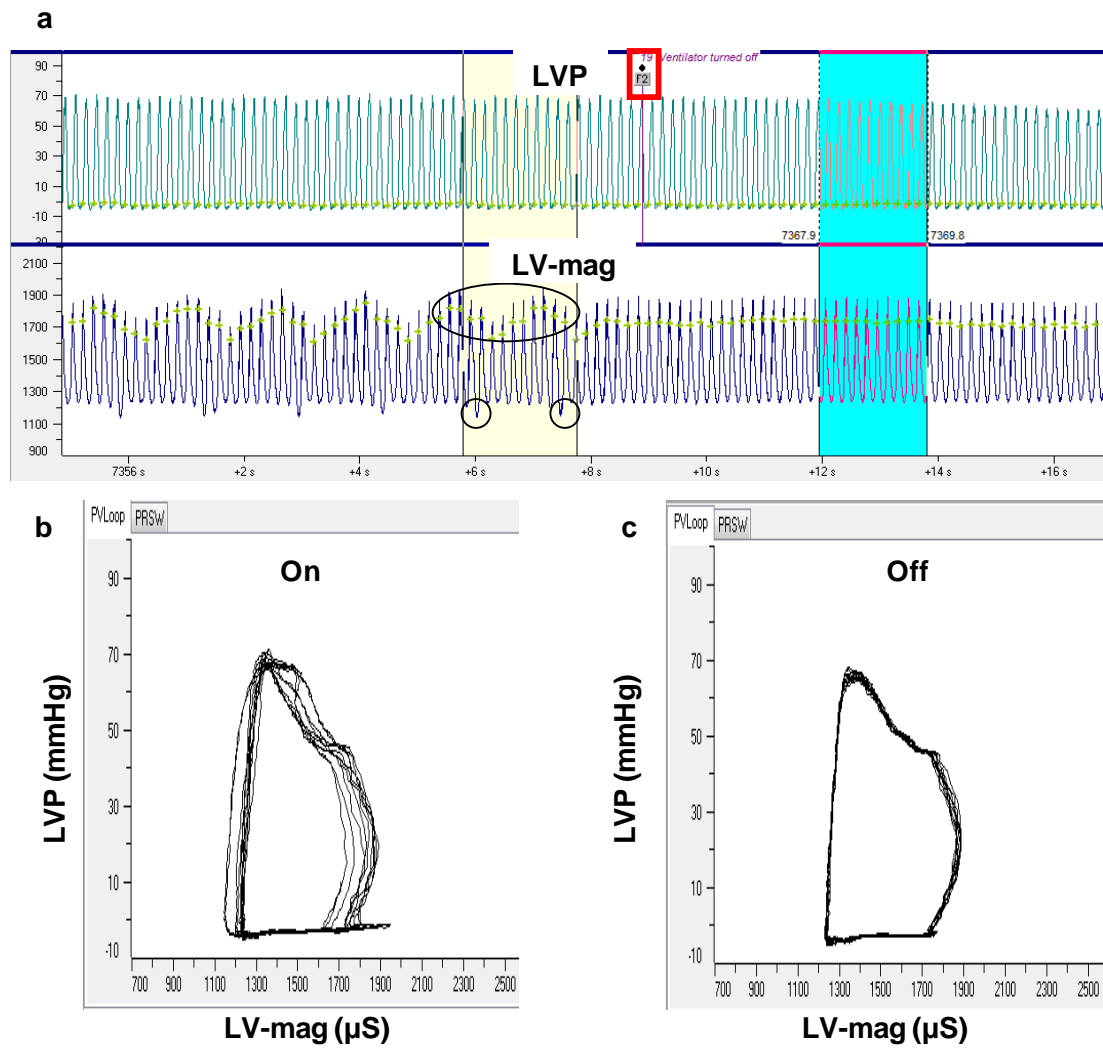 a
LVP
19 Ventilator turned off
F2
90
70
50
30
10
-10
7367.9
7369.8
LV-mag
2100
1900
1700
1500
1300
1100
900
7356 s
+2 s
+4 s
+6 s
+8 s
+10 s
+12 s
+14 s
+16 s
b
PVLoop PRSW
On
LVP (mmHg)
90
70
50
30
10
-10
700 900 1100 1300 1500 1700 1900 2100 2300 2500
LV-mag (µS)
c
PVLoop PRSW
Off
LVP (mmHg)
90
70
50
30
10
-10
700 900 1100 1300 1500 1700 1900 2100 2300 2500
LV-mag (µS)